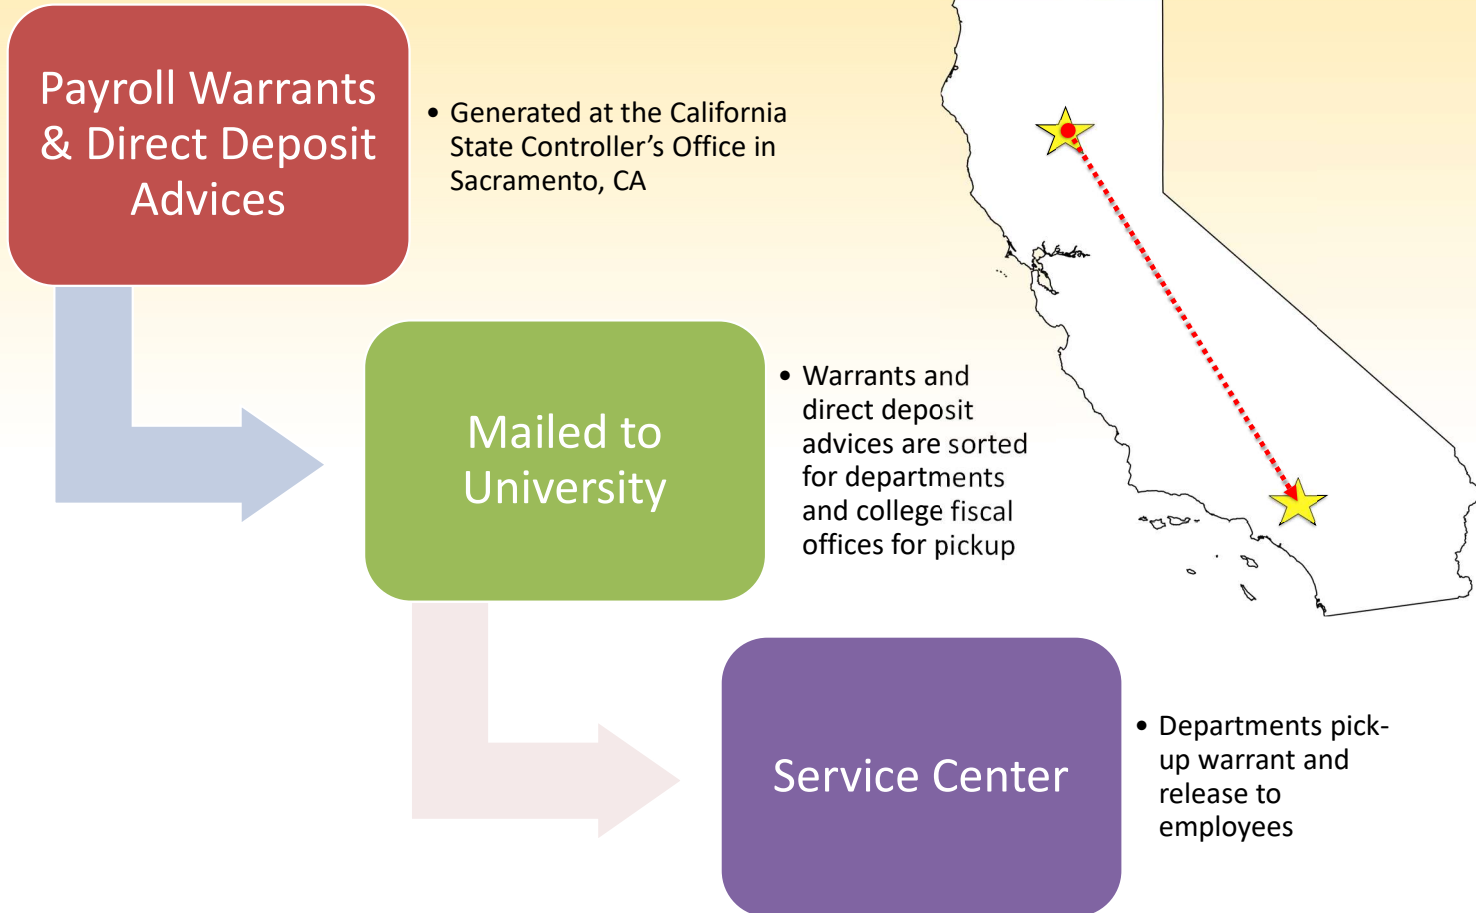 Payroll Warrants
& Direct Deposit
Advices
• Generated at the California
State Controller’s Office in
Sacramento, CA
Mailed to
University
• Warrants and
direct deposit
advices are sorted
for departments
and college fiscal
offices for pickup
Service Center
• Departments pick-
up warrant and
release to
employees